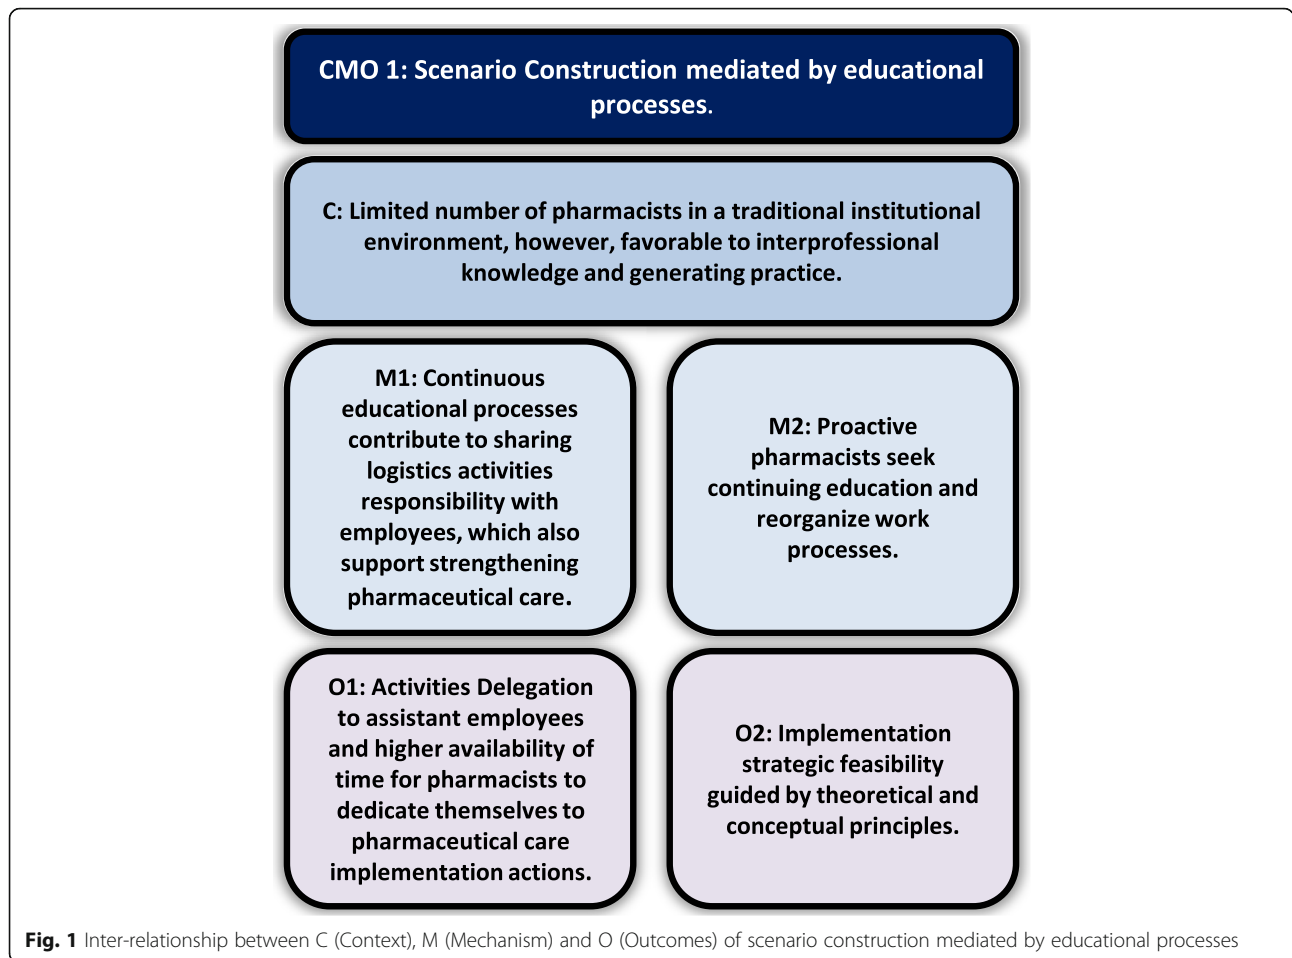 CMO 1: Scenario Construction mediated by educational
processes.
C: Limited number of pharmacists in a traditional institutional
environment, however, favorable to interprofessional
knowledge and generating practice.
M1: Continuous
educational processes
contribute to sharing
logistics activities
responsibility with
employees, which also
support strengthening
pharmaceutical care.
M2: Proactive
pharmacists seek
continuing education and
reorganize work
processes.
O1: Activities Delegation
to assistant employees
and higher availability of
time for pharmacists to
dedicate themselves to
pharmaceutical care
implementation actions.
O2: Implementation
strategic feasibility
guided by theoretical and
conceptual principles.
Fig. 1 Inter-relationship between C (Context), M (Mechanism) and O (Outcomes) of scenario construction mediated by educational processes